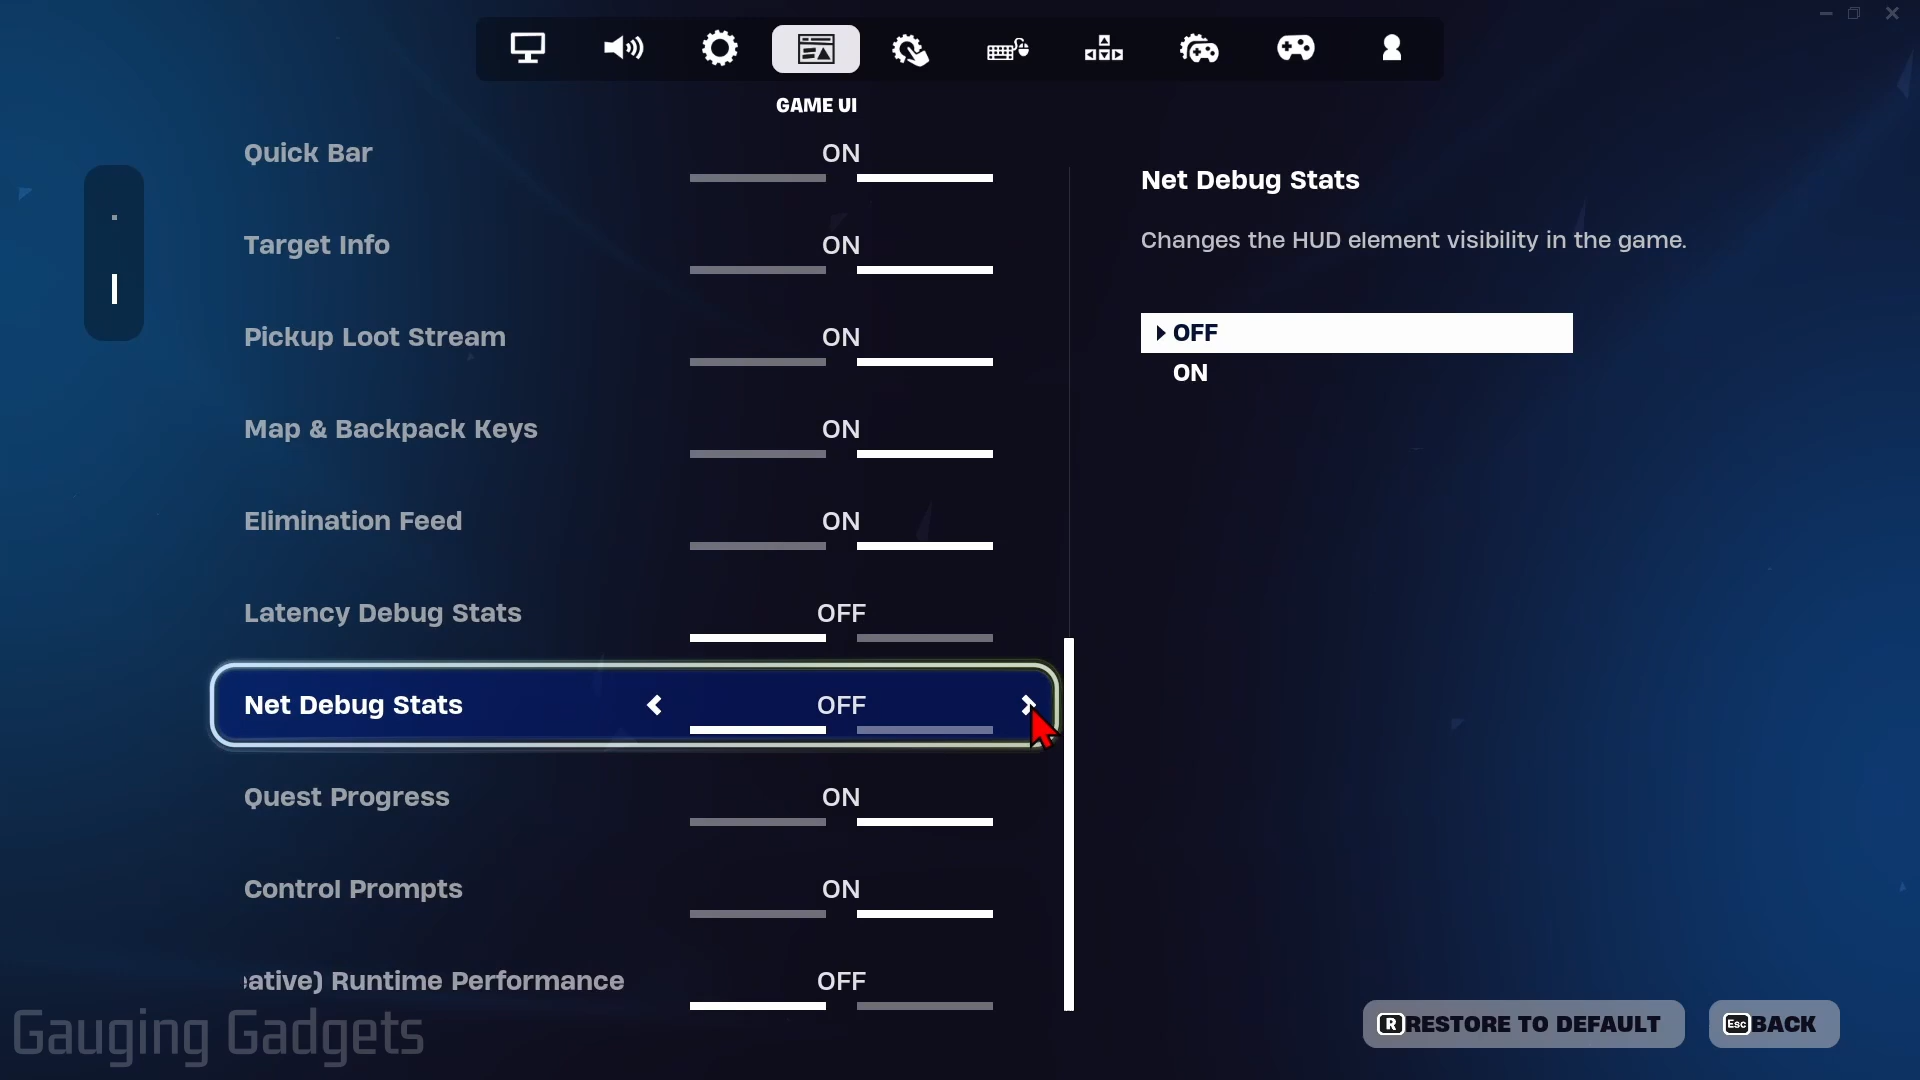 GAME UI
Quick Bar ON
Target Info ON
Pickup Loot Stream ON
Map & Backpack Keys ON
Elimination Feed ON
Latency Debug Stats OFF
Net Debug Stats OFF
Quest Progress ON
Control Prompts ON
eative) Runtime Performance OFF
Net Debug Stats
Changes the HUD element visibility in the game.
OFF
ON
R RESTORE TO DEFAULT
Esc BACK
Gauging Gadgets